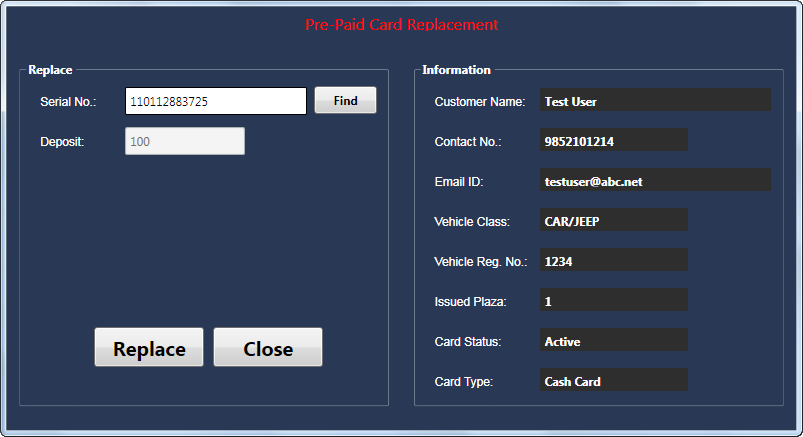 Pre-Paid Card Replacement
Replace
Serial No.: 110112883725 Find
Deposit: 100
Replace Close
Information
Customer Name: Test User
Contact No.: 9852101214
Email ID: testuser@abc.net
Vehicle Class: CAR/JEEP
Vehicle Reg. No.: 1234
Issued Plaza: 1
Card Status: Active
Card Type: Cash Card